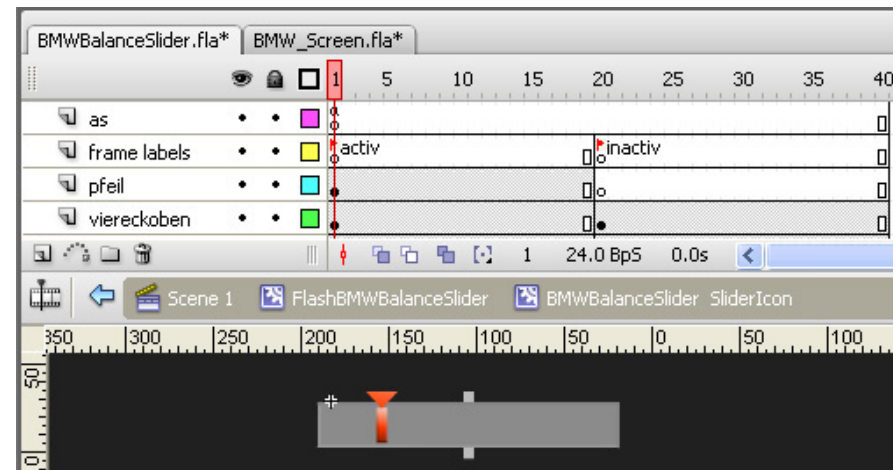 BMWBalanceSlider.fla* BMW_Screen.fla*
1 5 10 15 20 25 30 35 40
as
frame labels activ inactiv
pfeil
viereckoben
1 24.0 BpS 0.0s
Scene 1 FlashBMWBalanceSlider BMWBalanceSlider SliderIcon
350 300 250 200 150 100 50 0 50 100
50
0